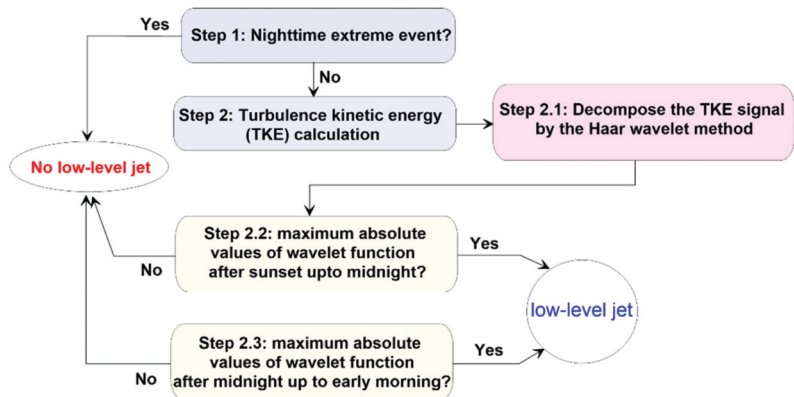 Yes
Step 1: Nighttime extreme event?
No
Step 2: Turbulence kinetic energy
(TKE) calculation
Step 2.1: Decompose the TKE signal
by the Haar wavelet method
No low-level jet
Step 2.2: maximum absolute
values of wavelet function
after sunset upto midnight?
No
Yes
low-level jet
Step 2.3: maximum absolute
values of wavelet function
after midnight up to early morning?
No
Yes